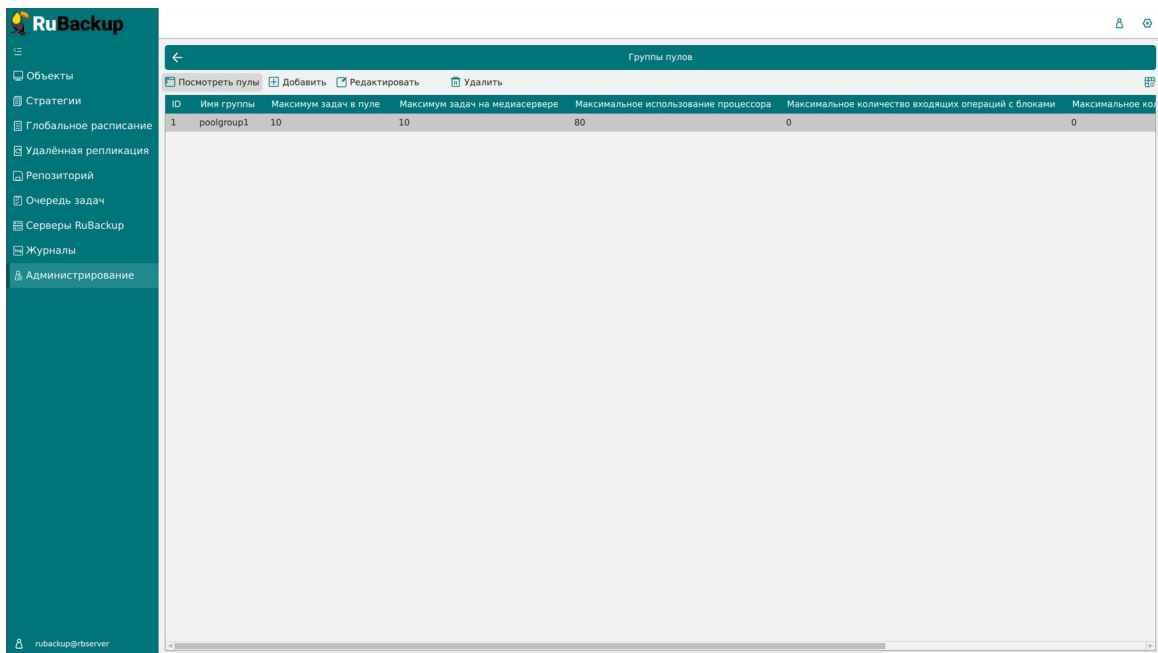 RuBackup
Группы пулов
Объекты
Стратегии
Глобальное расписание
Удалённая репликация
Репозиторий
Очередь задач
Серверы RuBackup
Журналы
Администрирование
Посмотреть пулы Добавить Редактировать Удалить
ID Имя группы Максимум задач в пуле Максимум задач на медиасервере Максимальное использование процессора Максимальное количество входящих операций с блоками Максимальное кол
1 poolgroup1 10 10 80 0 0
rubackup@rbserver